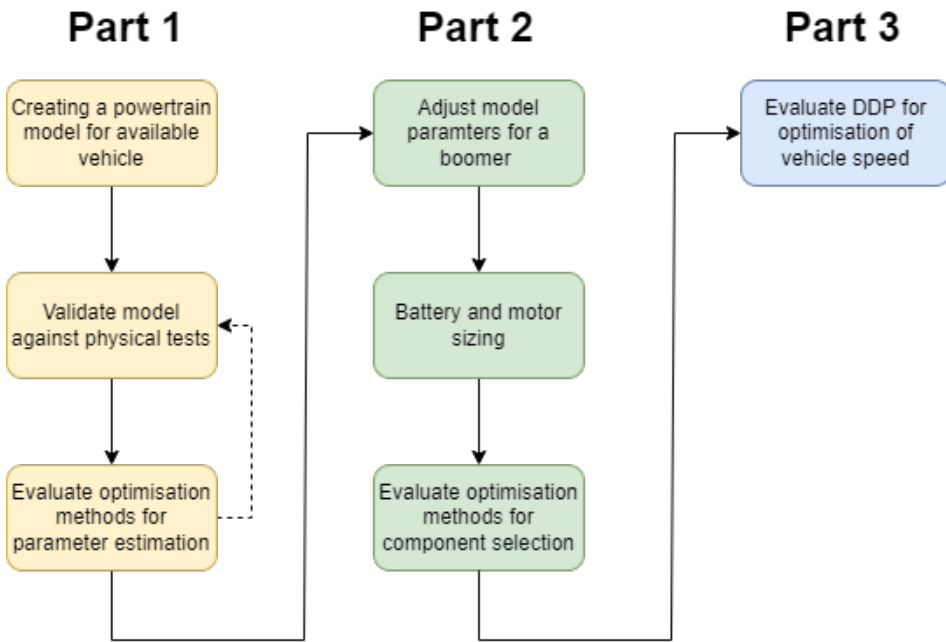 Part 1
Creating a powertrain
model for available
vehicle
Validate model
against physical tests
Evaluate optimisation
methods for
parameter estimation
Part 2
Adjust model
paramters for a
boomer
Battery and motor
sizing
Evaluate optimisation
methods for
component selection
Part 3
Evaluate DDP for
optimisation of
vehicle speed